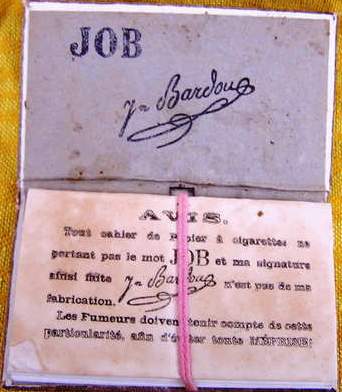 JOB
Jn Bardou
AVIS.
Tout cahier de Papier à cigarettes ne
portant pas le mot JOB et ma signature
ainsi faite Jn Bardou n'est pas de ma
fabrication.
Les Fumeurs doivent tenir compte de cette
particularité, afin d'éviter toute MÉPRISE!